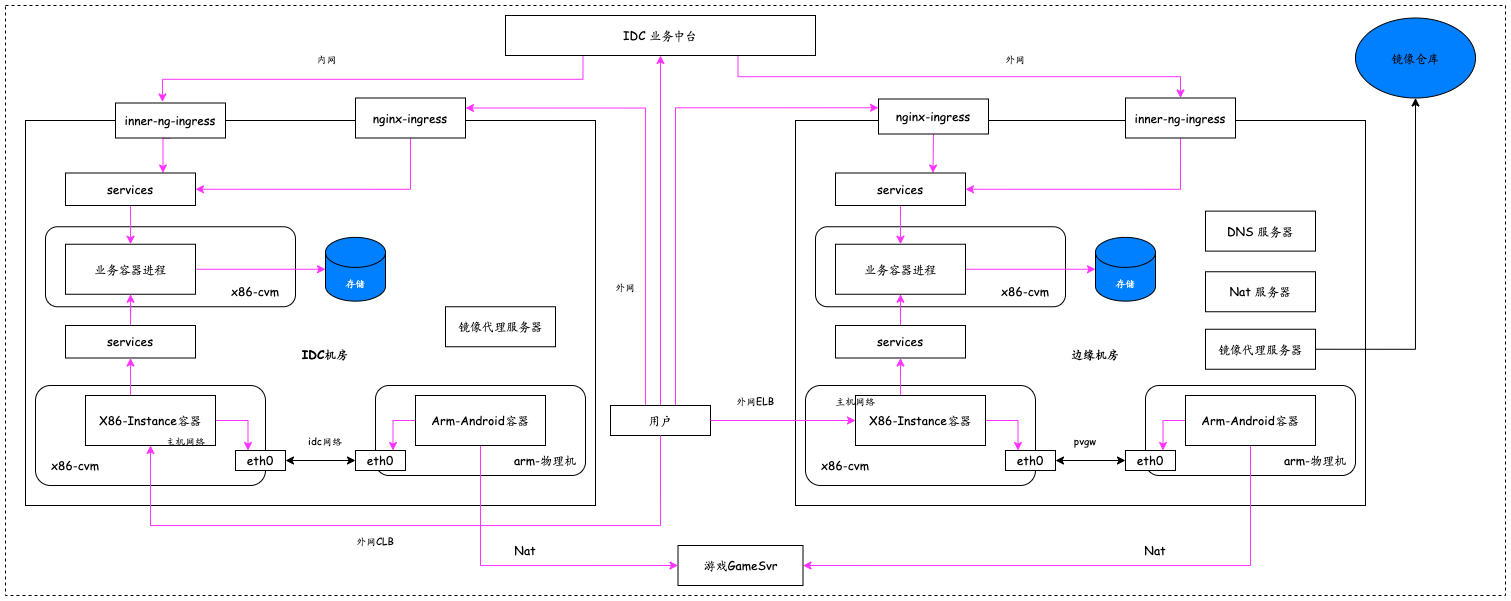 IDC 业务中台
镜像仓库
内网
外网
inner-ng-ingress
nginx-ingress
nginx-ingress
inner-ng-ingress
services
services
DNS 服务器
业务容器进程
存储
x86-cvm
业务容器进程
存储
x86-cvm
外网
Nat 服务器
镜像代理服务器
services
IDC机房
services
边缘机房
镜像代理服务器
X86-Instance容器
主机网络
x86-cvm
eth0
idc网络
eth0
Arm-Android容器
arm-物理机
用户
外网ELB
主机网络
X86-Instance容器
x86-cvm
eth0
pvgw
eth0
Arm-Android容器
arm-物理机
外网CLB
Nat
游戏GameSvr
Nat